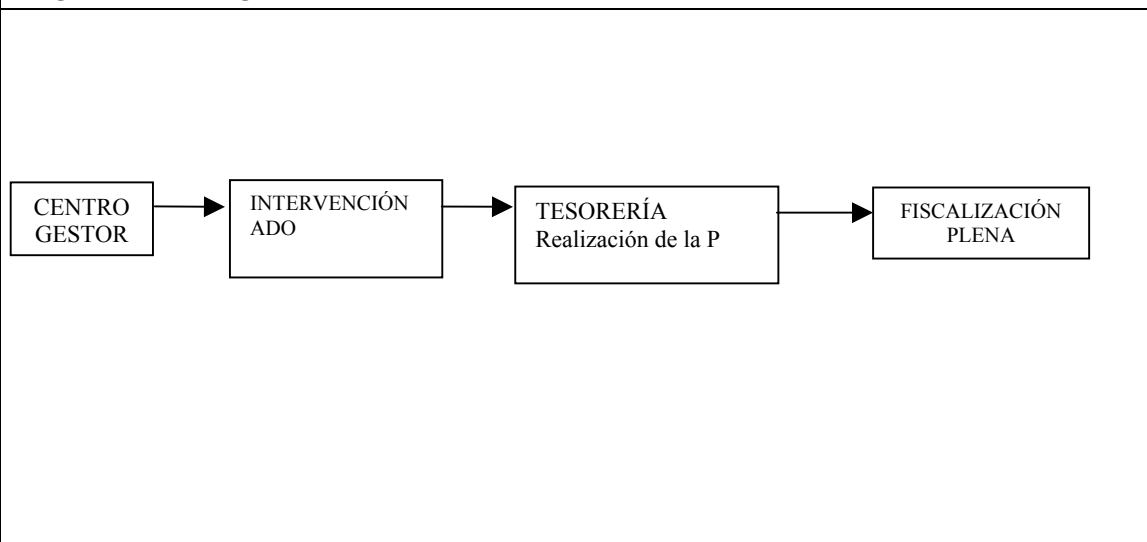 CENTRO
GESTOR
INTERVENCIÓN
ADO
TESORERÍA
Realización de la P
FISCALIZACIÓN
PLENA